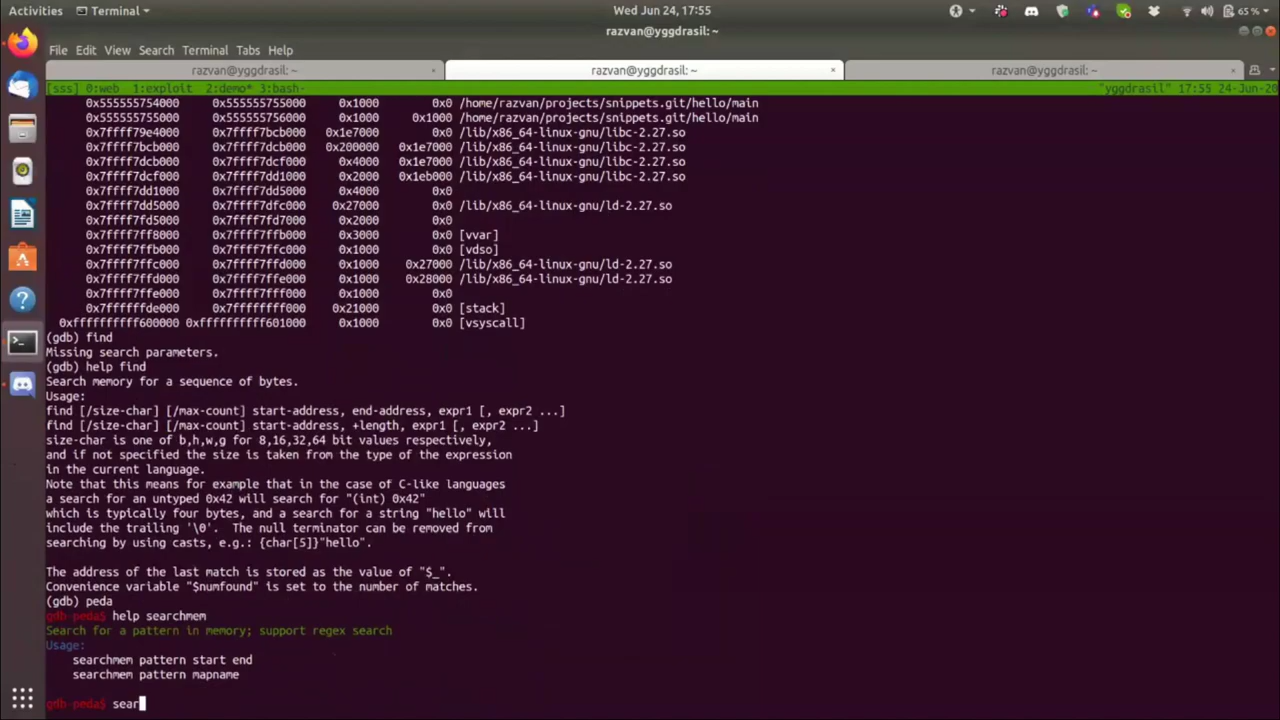 Activities Terminal Wed Jun 24, 17:55 65 %
razvan@yggdrasil: ~
File Edit View Search Terminal Tabs Help
razvan@yggdrasil: ~ × razvan@yggdrasil: ~ × razvan@yggdrasil: ~ ×
[sss] 0:web 1:exploit 2:demo* 3:bash- "yggdrasil" 17:55 24-Jun-20
0x555555754000 0x555555755000 0x1000 0x0 /home/razvan/projects/snippets.git/hello/main
0x555555755000 0x555555756000 0x1000 0x1000 /home/razvan/projects/snippets.git/hello/main
0x7ffff79e4000 0x7ffff7bcb000 0x1e7000 0x0 /lib/x86_64-linux-gnu/libc-2.27.so
0x7ffff7bcb000 0x7ffff7dcb000 0x200000 0x1e7000 /lib/x86_64-linux-gnu/libc-2.27.so
0x7ffff7dcb000 0x7ffff7dcf000 0x4000 0x1e7000 /lib/x86_64-linux-gnu/libc-2.27.so
0x7ffff7dcf000 0x7ffff7dd1000 0x2000 0x1eb000 /lib/x86_64-linux-gnu/libc-2.27.so
0x7ffff7dd1000 0x7ffff7dd5000 0x4000 0x0
0x7ffff7dd5000 0x7ffff7dfc000 0x27000 0x0 /lib/x86_64-linux-gnu/ld-2.27.so
0x7ffff7fd5000 0x7ffff7fd7000 0x2000 0x0
0x7ffff7ff8000 0x7ffff7ffb000 0x3000 0x0 [vvar]
0x7ffff7ffb000 0x7ffff7ffc000 0x1000 0x0 [vdso]
0x7ffff7ffc000 0x7ffff7ffd000 0x1000 0x27000 /lib/x86_64-linux-gnu/ld-2.27.so
0x7ffff7ffd000 0x7ffff7ffe000 0x1000 0x28000 /lib/x86_64-linux-gnu/ld-2.27.so
0x7ffff7ffe000 0x7ffff7fff000 0x1000 0x0
0x7ffffffde000 0x7ffffffff000 0x21000 0x0 [stack]
0xffffffffff600000 0xffffffffff601000 0x1000 0x0 [vsyscall]
(gdb) find
Missing search parameters.
(gdb) help find
Search memory for a sequence of bytes.
Usage:
find [/size-char] [/max-count] start-address, end-address, expr1 [, expr2 ...]
find [/size-char] [/max-count] start-address, +length, expr1 [, expr2 ...]
size-char is one of b,h,w,g for 8,16,32,64 bit values respectively,
and if not specified the size is taken from the type of the expression
in the current language.
Note that this means for example that in the case of C-like languages
a search for an untyped 0x42 will search for "(int) 0x42"
which is typically four bytes, and a search for a string "hello" will
include the trailing '\0'. The null terminator can be removed from
searching by using casts, e.g.: {char[5]}"hello".
The address of the last match is stored as the value of "$_".
Convenience variable "$numfound" is set to the number of matches.
(gdb) peda
gdb-peda$ help searchmem
Search for a pattern in memory; support regex search
Usage:
searchmem pattern start end
searchmem pattern mapname
gdb-peda$ sear